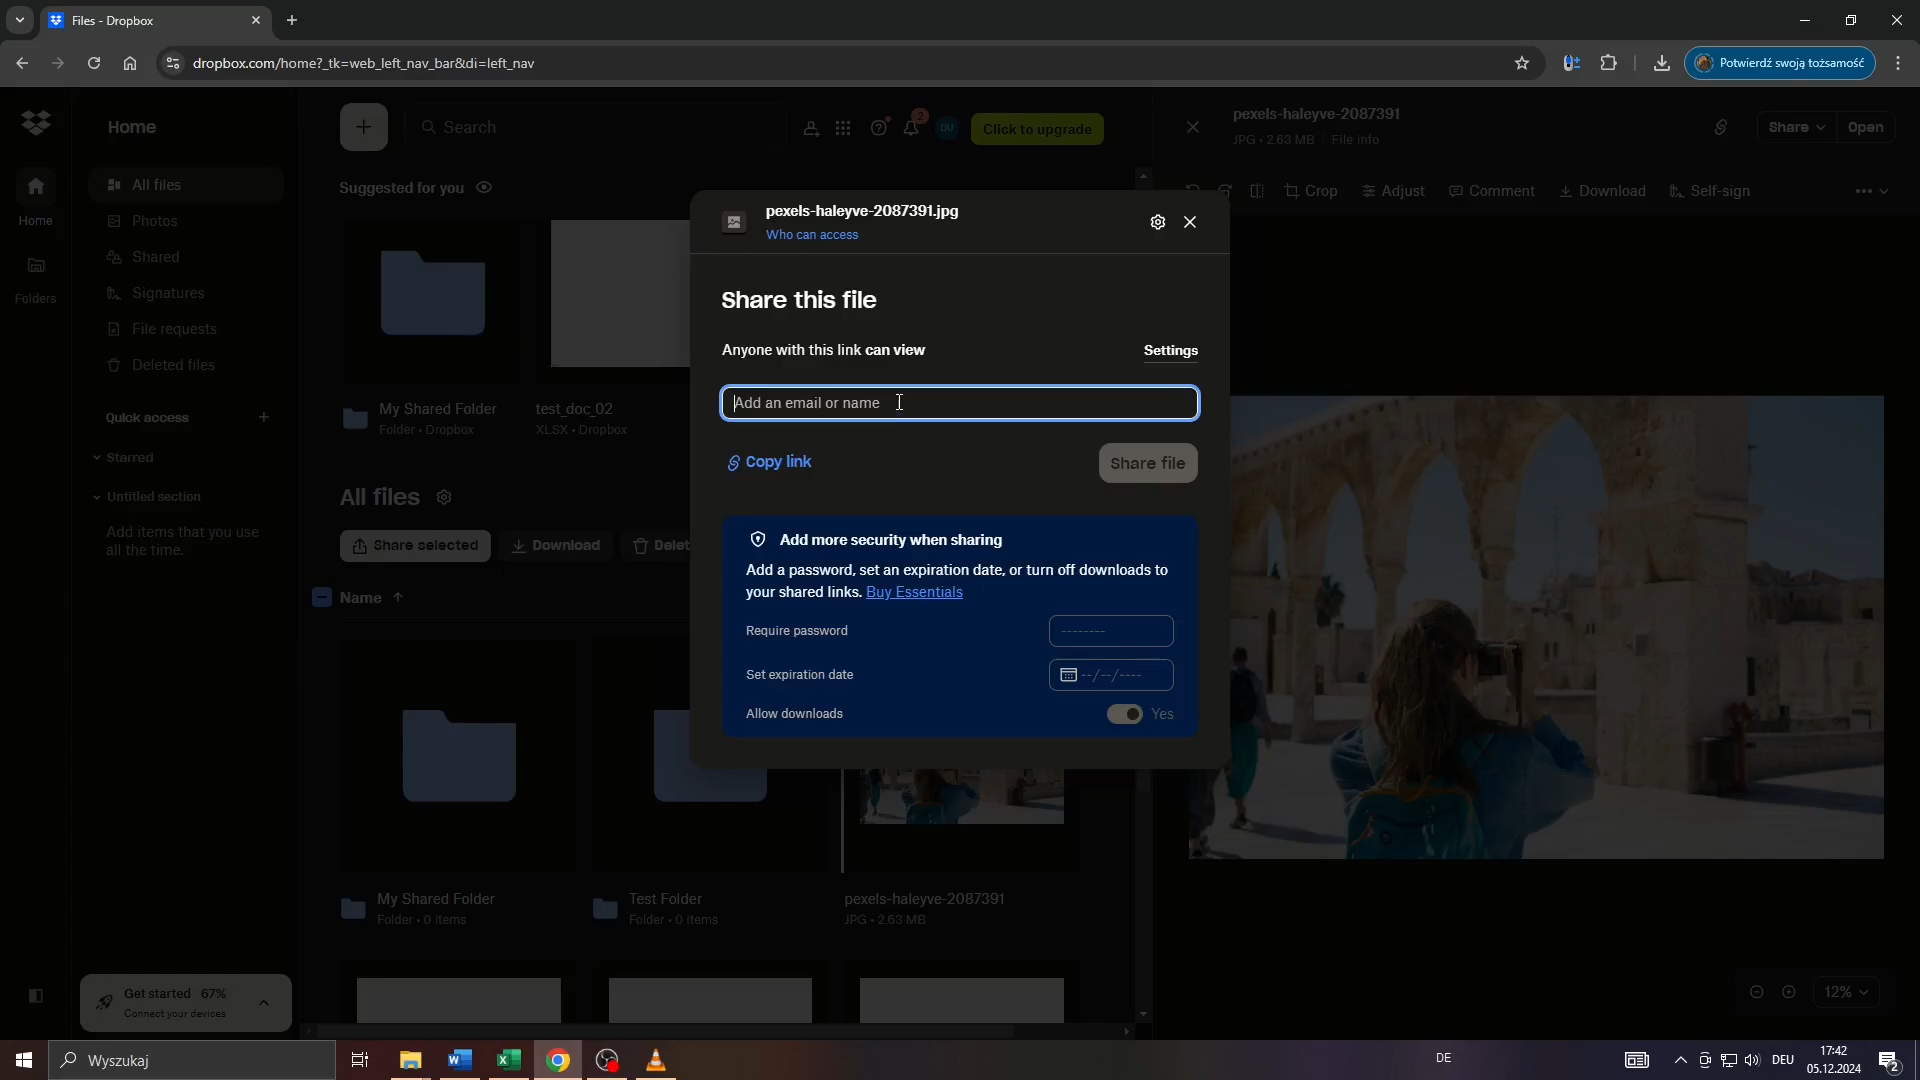 Files - Dropbox
dropbox.com/home?_tk=web_left_nav_bar&di=left_nav
Potwierdź swoją tożsamość
Home
Home
Folders
All files
Photos
Shared
Signatures
File requests
Deleted files
Quick access
Starred
Untitled section
Add items that you use
all the time.
Get started 67%
Connect your devices
Search
2
DU
Click to upgrade
Suggested for you
My Shared Folder
Folder • Dropbox
test_doc_02
XLSX • Dropbox
All files
Share selected
Download
Delet
Name
My Shared Folder
Folder • 0 items
Test Folder
Folder • 0 items
pexels-haleyve-2087391
JPG • 2.63 MB
pexels-haleyve-2087391.jpg
Who can access
Share this file
Anyone with this link can view
Settings
Add an email or name
Copy link
Share file
Add more security when sharing
Add a password, set an expiration date, or turn off downloads to
your shared links. Buy Essentials
Require password
--------
Set expiration date
--/--/----
Allow downloads
Yes
pexels-haleyve-2087391
JPG • 2.63 MB
File info
Share
Open
Crop
Adjust
Comment
Download
Self-sign
12%
Wyszukaj
DE
DEU
17:42
05.12.2024
2